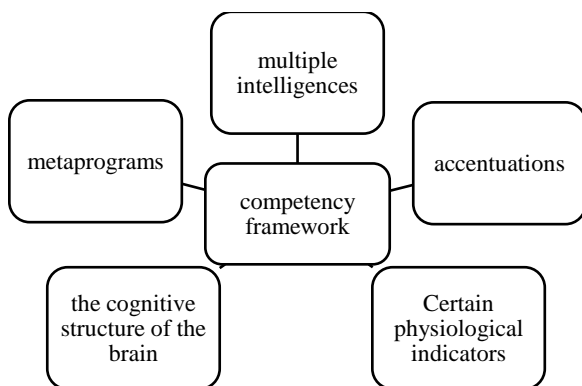 multiple
intelligences
metaprograms
accentuations
competency
framework
the cognitive
structure of the
brain
Certain
physiological
indicators